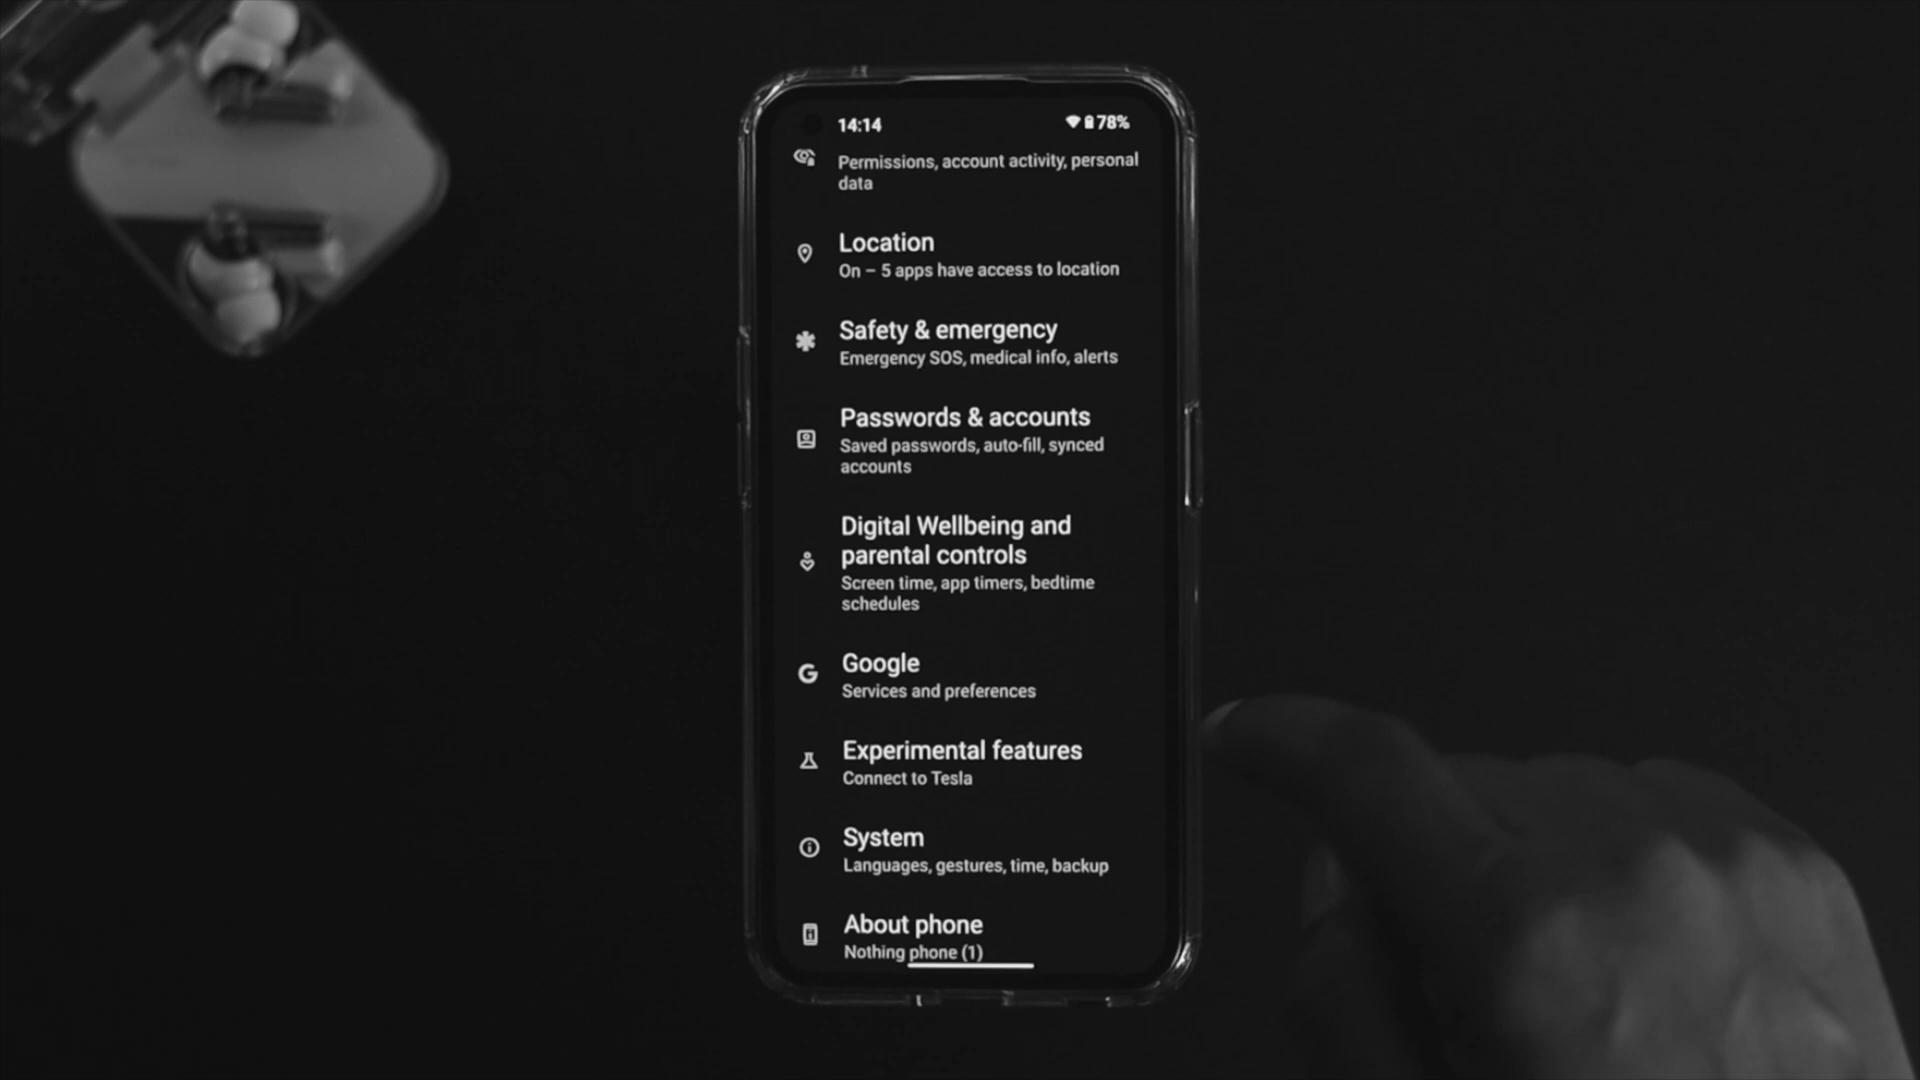 14:14
78%
Permissions, account activity, personal
data
Location
On – 5 apps have access to location
Safety & emergency
Emergency SOS, medical info, alerts
Passwords & accounts
Saved passwords, auto-fill, synced
accounts
Digital Wellbeing and
parental controls
Screen time, app timers, bedtime
schedules
Google
Services and preferences
Experimental features
Connect to Tesla
System
Languages, gestures, time, backup
About phone
Nothing phone (1)